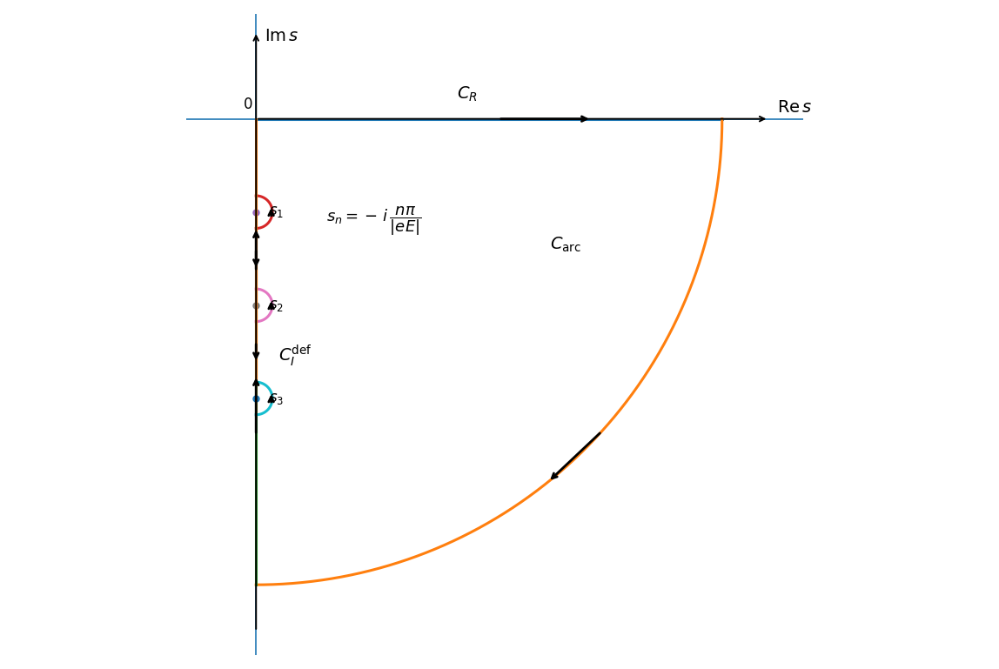 Im s
C_R
Re s
0
s_1
s_n = − i nπ/|eE|
C_arc
s_2
C_I^def
s_3